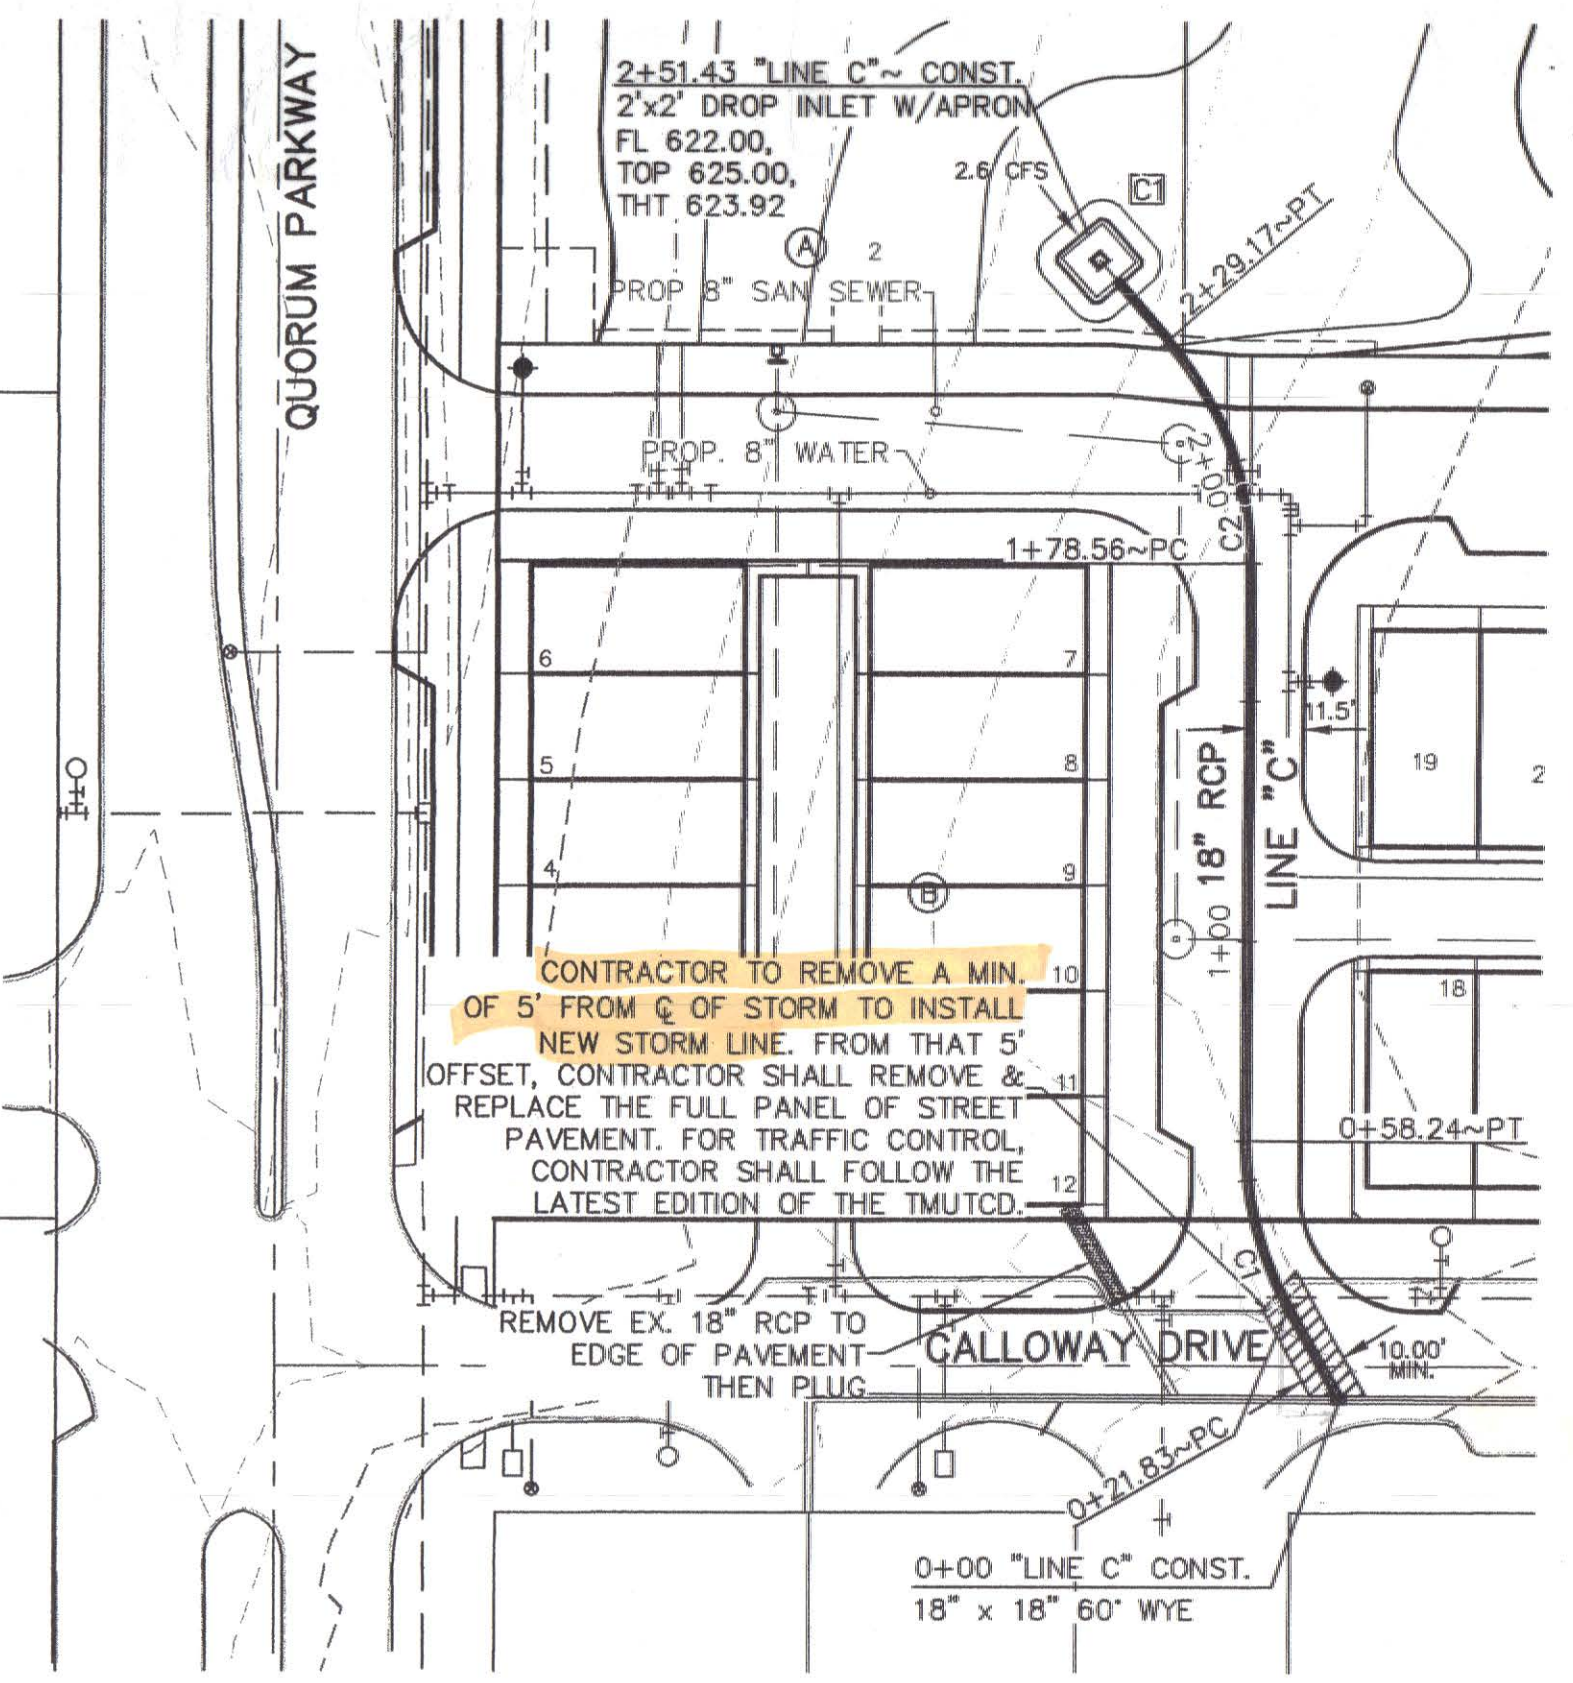 QUORUM PARKWAY
2+51.43 "LINE C"~ CONST.
2'x2' DROP INLET W/APRON
FL 622.00,
TOP 625.00,
THT 623.92
2.6 CFS
C1
2+29.17~PT
A
2
PROP 8" SAN SEWER
PROP. 8" WATER
2+00
C2
1+78.56~PC
6
7
5
8
4
9
B
11.5'
19
2
18" RCP
LINE "C"
1+00
18
CONTRACTOR TO REMOVE A MIN.
OF 5' FROM ℄ OF STORM TO INSTALL
NEW STORM LINE. FROM THAT 5'
OFFSET, CONTRACTOR SHALL REMOVE &
REPLACE THE FULL PANEL OF STREET
PAVEMENT. FOR TRAFFIC CONTROL,
CONTRACTOR SHALL FOLLOW THE
LATEST EDITION OF THE TMUTCD.
10
11
12
0+58.24~PT
C1
REMOVE EX. 18" RCP TO
EDGE OF PAVEMENT
THEN PLUG
CALLOWAY DRIVE
10.00'
MIN.
0+21.83~PC
0+00 "LINE C" CONST.
18" x 18" 60° WYE